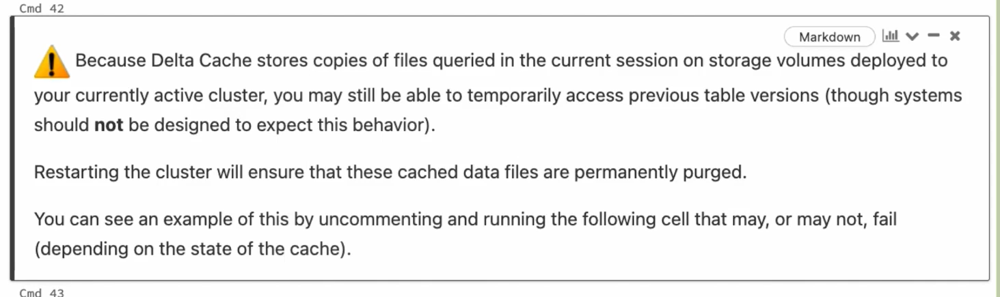 Cmd 42
Markdown
Because Delta Cache stores copies of files queried in the current session on storage volumes deployed to
your currently active cluster, you may still be able to temporarily access previous table versions (though systems
should not be designed to expect this behavior).
Restarting the cluster will ensure that these cached data files are permanently purged.
You can see an example of this by uncommenting and running the following cell that may, or may not, fail
(depending on the state of the cache).
Cmd 43